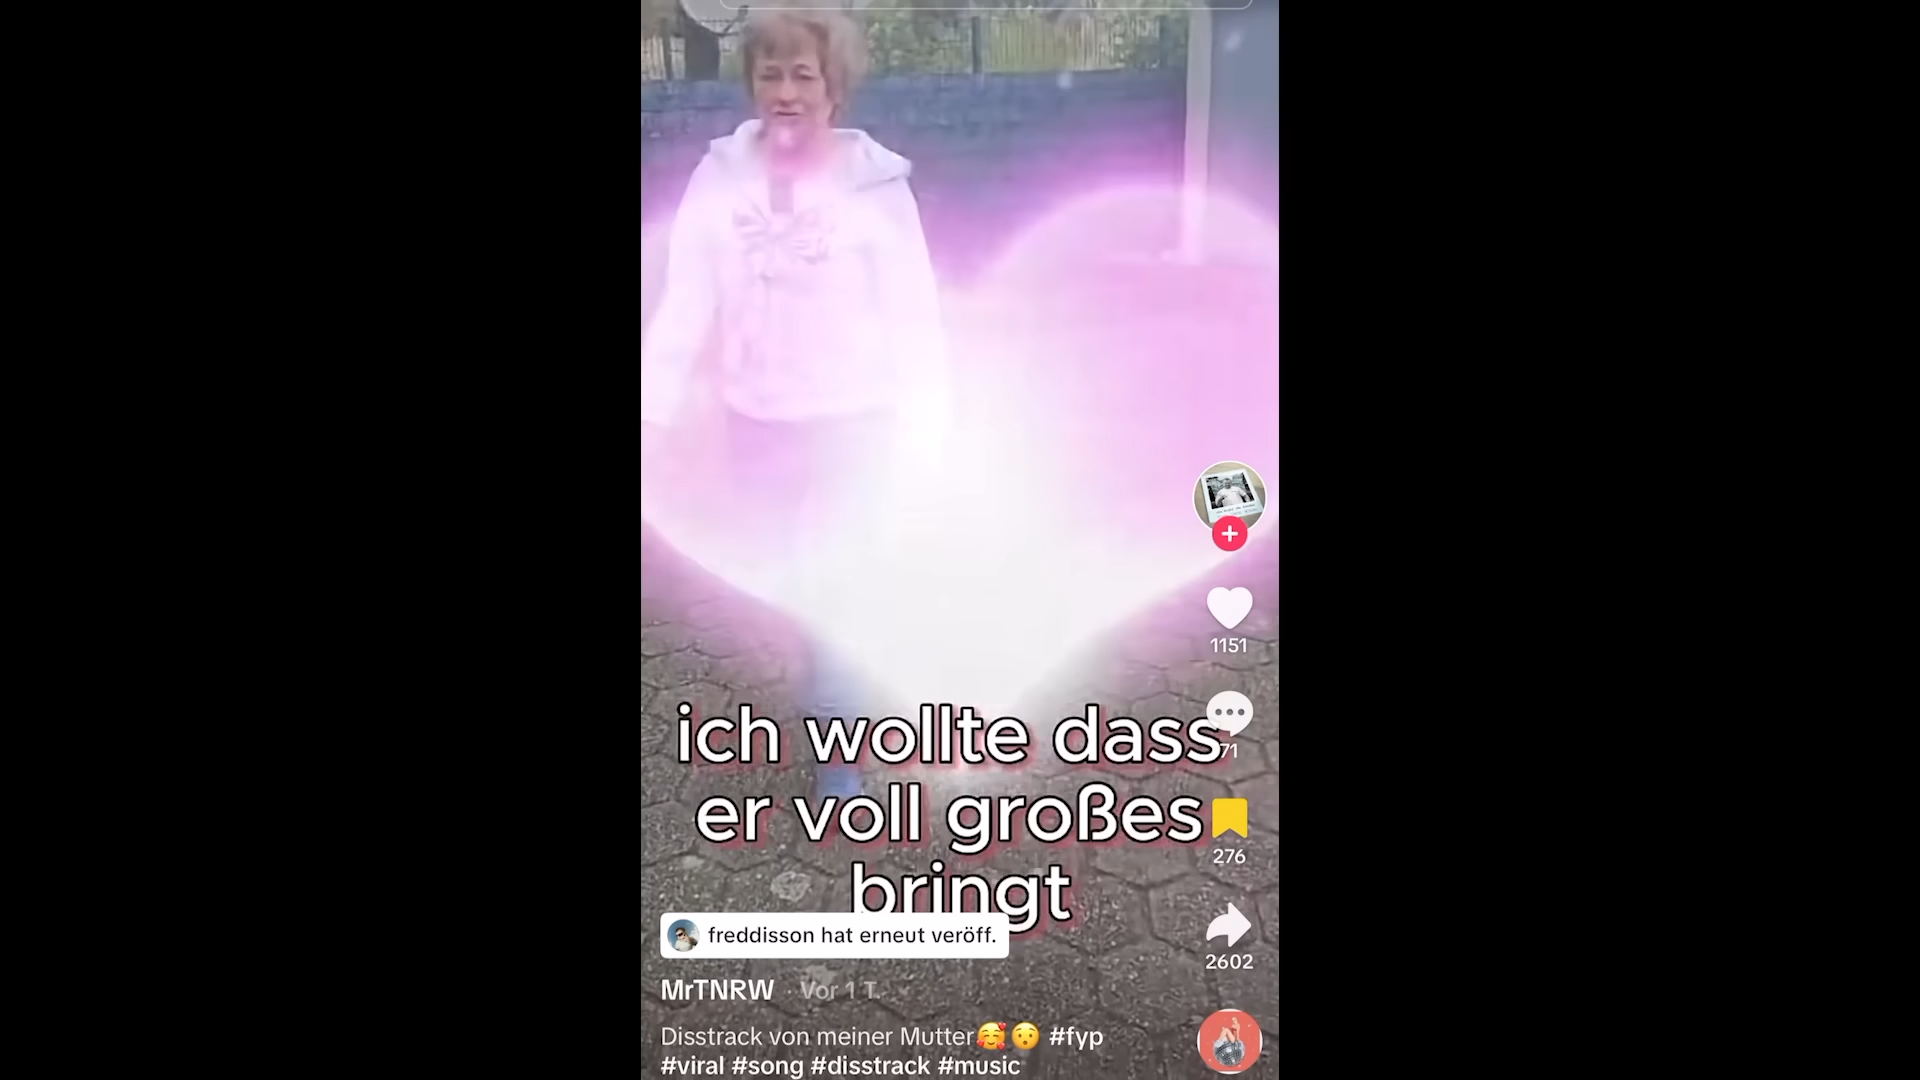 1151
ich wollte dass
71
er voll großes
276
bringt
freddisson hat erneut veröff.
2602
MrTNRW · Vor 1 T.
Disstrack von meiner Mutter🥰😯 #fyp
#viral #song #disstrack #music